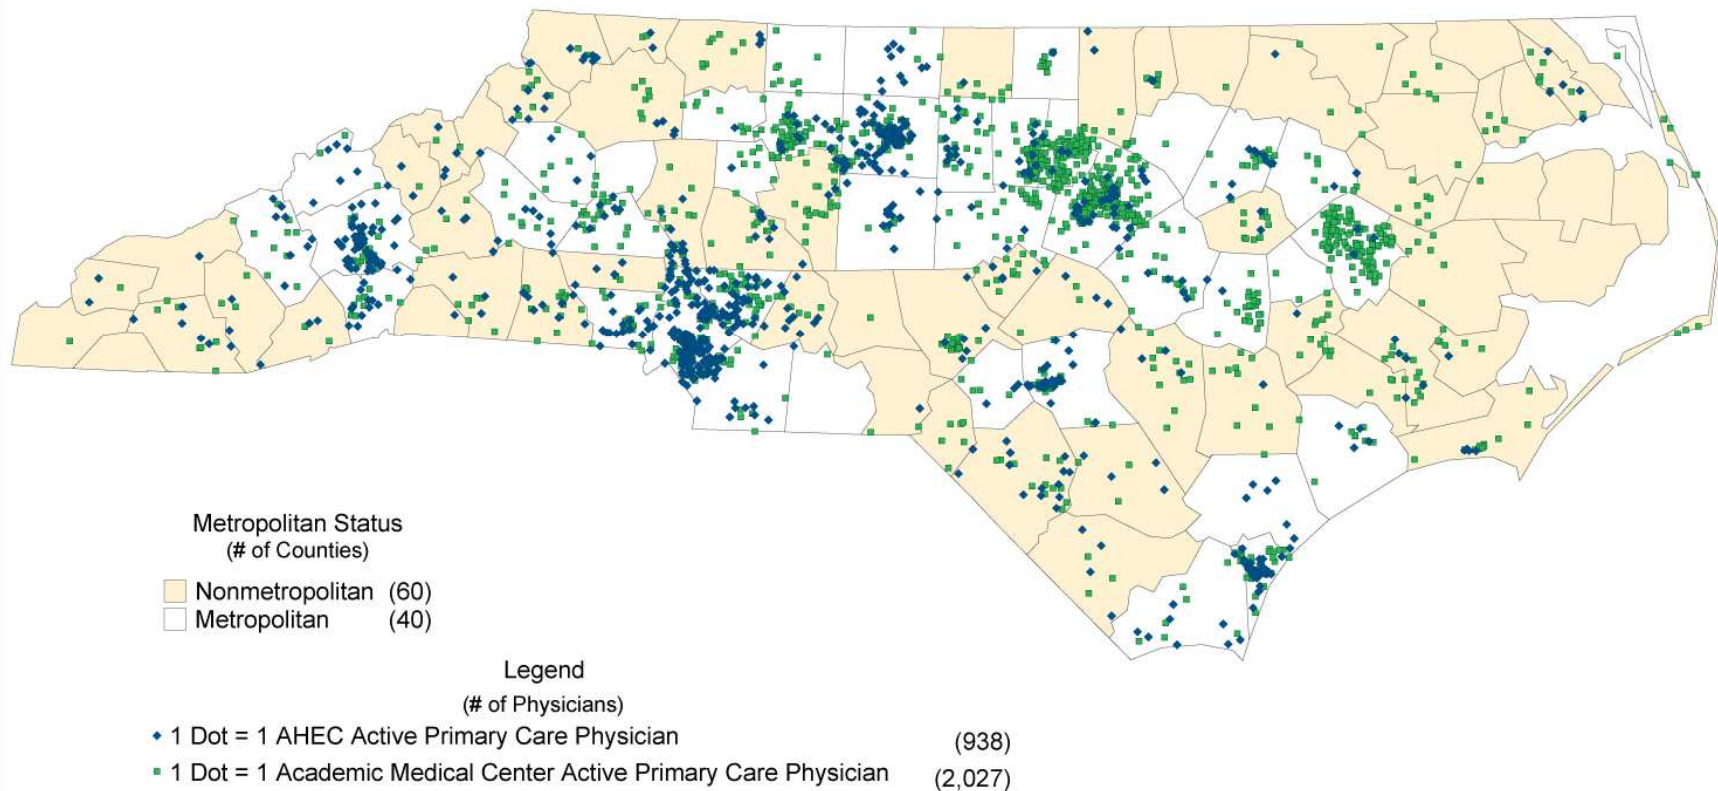 Metropolitan Status
(# of Counties)
Nonmetropolitan (60)
Metropolitan (40)
Legend
(# of Physicians)
1 Dot = 1 AHEC Active Primary Care Physician (938)
1 Dot = 1 Academic Medical Center Active Primary Care Physician (2,027)